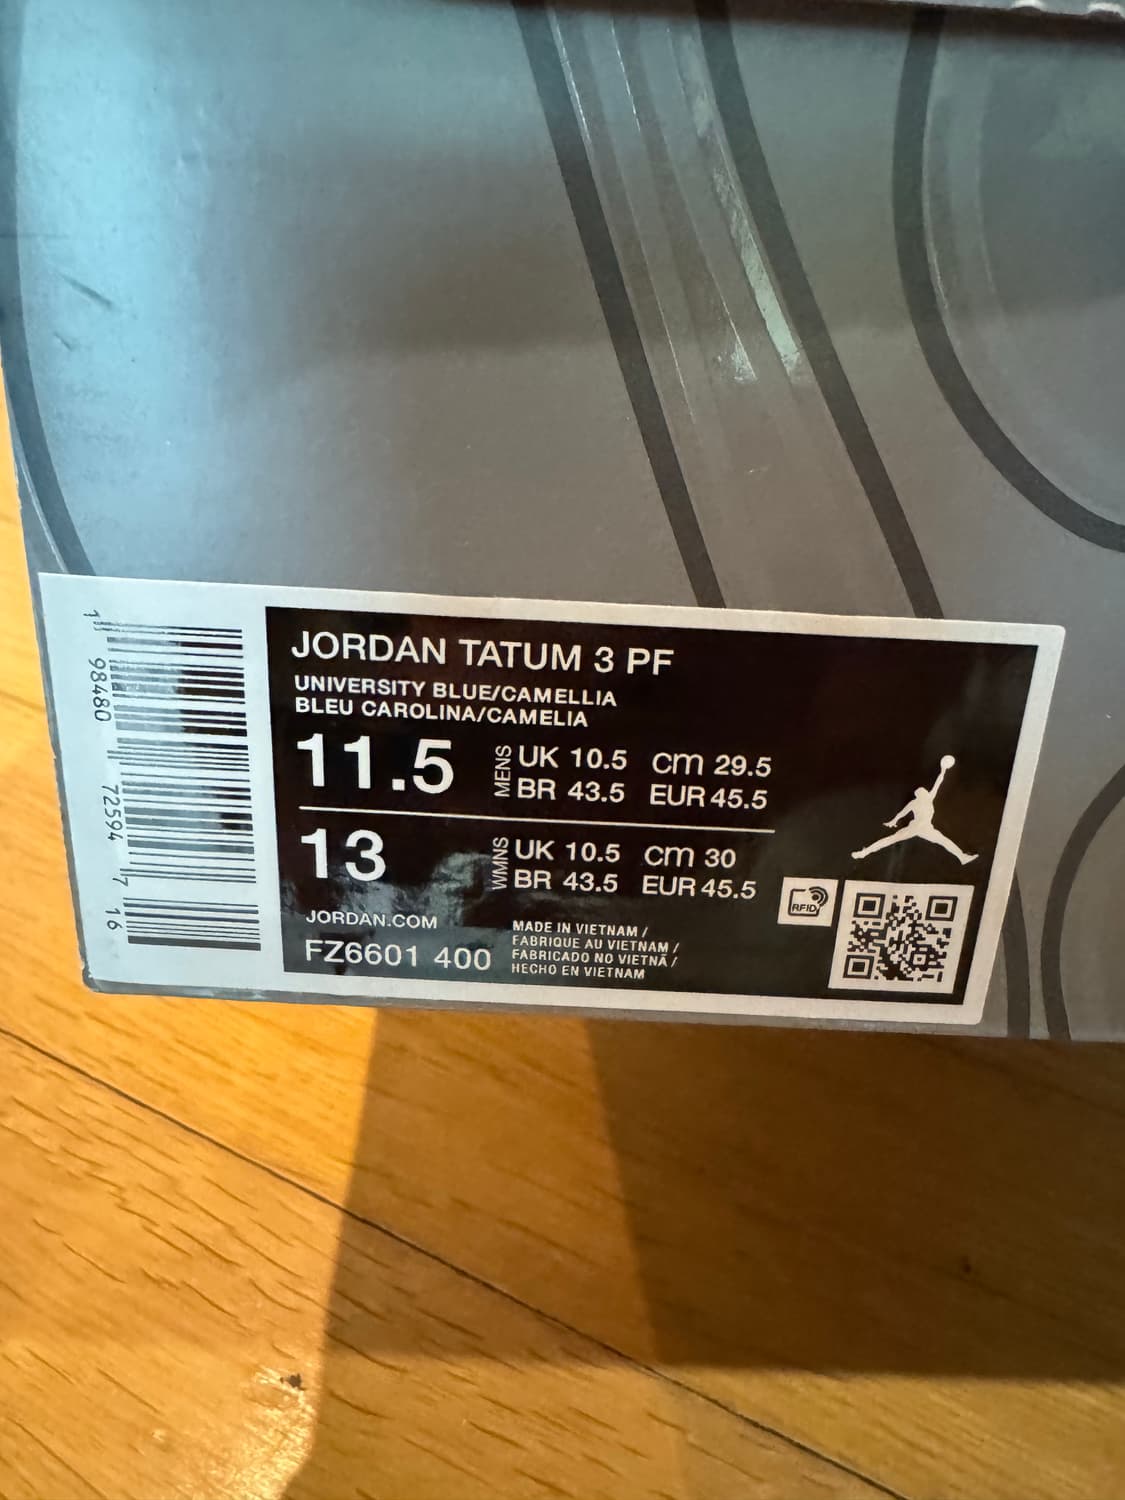 JORDAN TATUM 3 PF
UNIVERSITY BLUE/CAMELLIA
BLEU CAROLINA/CAMELIA
11.5 MENS UK 10.5 cm 29.5
BR 43.5 EUR 45.5
13 WMNS UK 10.5 cm 30
BR 43.5 EUR 45.5
JORDAN.COM
FZ6601 400
MADE IN VIETNAM /
FABRIQUE AU VIETNAM /
FABRICADO NO VIETNÃ /
HECHO EN VIETNAM
RFID
1 98480 72594 7 16